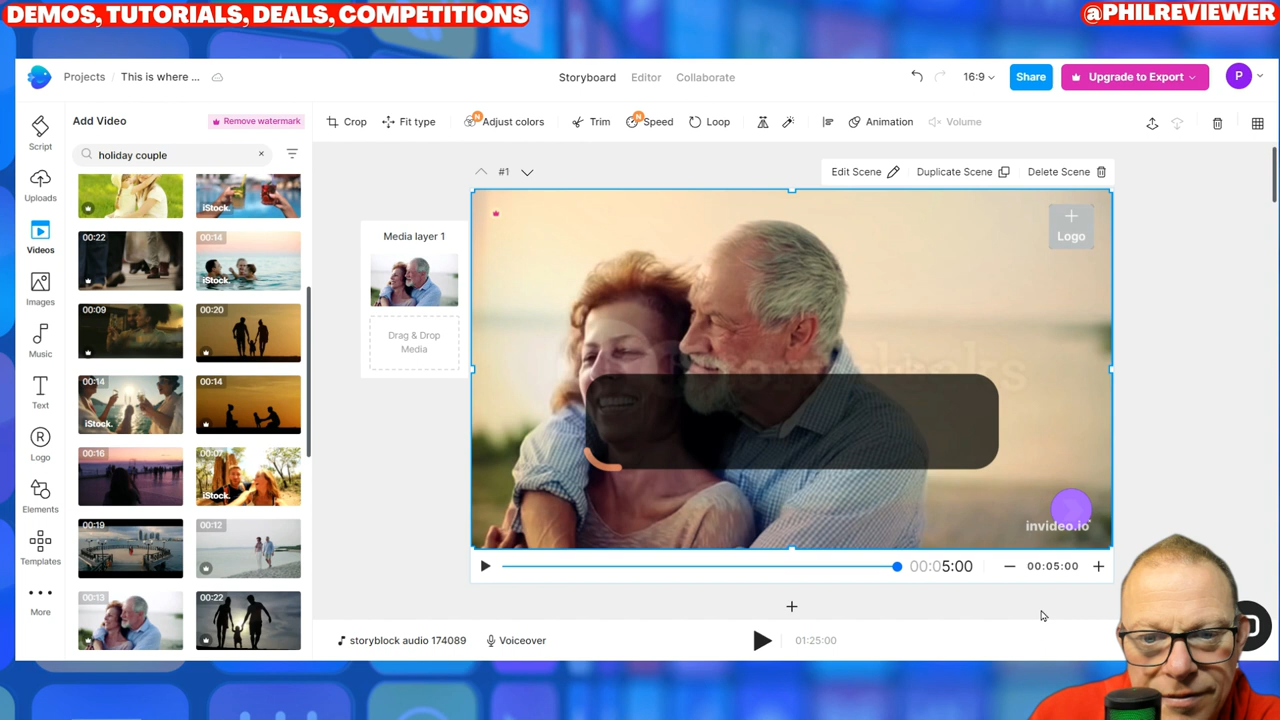 DEMOS, TUTORIALS, DEALS, COMPETITIONS
@PHILREVIEWER
Projects / This is where ...
Storyboard Editor Collaborate
16:9 Share Upgrade to Export P
Script
Uploads
Videos
Images
Music
Text
Logo
Elements
Templates
More
Add Video Remove watermark
holiday couple
iStock.
00:22 00:14
iStock.
00:09 00:20
00:14 00:14
iStock.
00:16 00:07
iStock.
00:19 00:12
00:13 00:22
Crop Fit type N Adjust colors Trim N Speed Loop Animation Volume
#1 Edit Scene Duplicate Scene Delete Scene
Media layer 1
Drag & Drop
Media
+
Logo
invideo.io
00:05:00 00:05:00
storyblock audio 174089 Voiceover 01:25:00